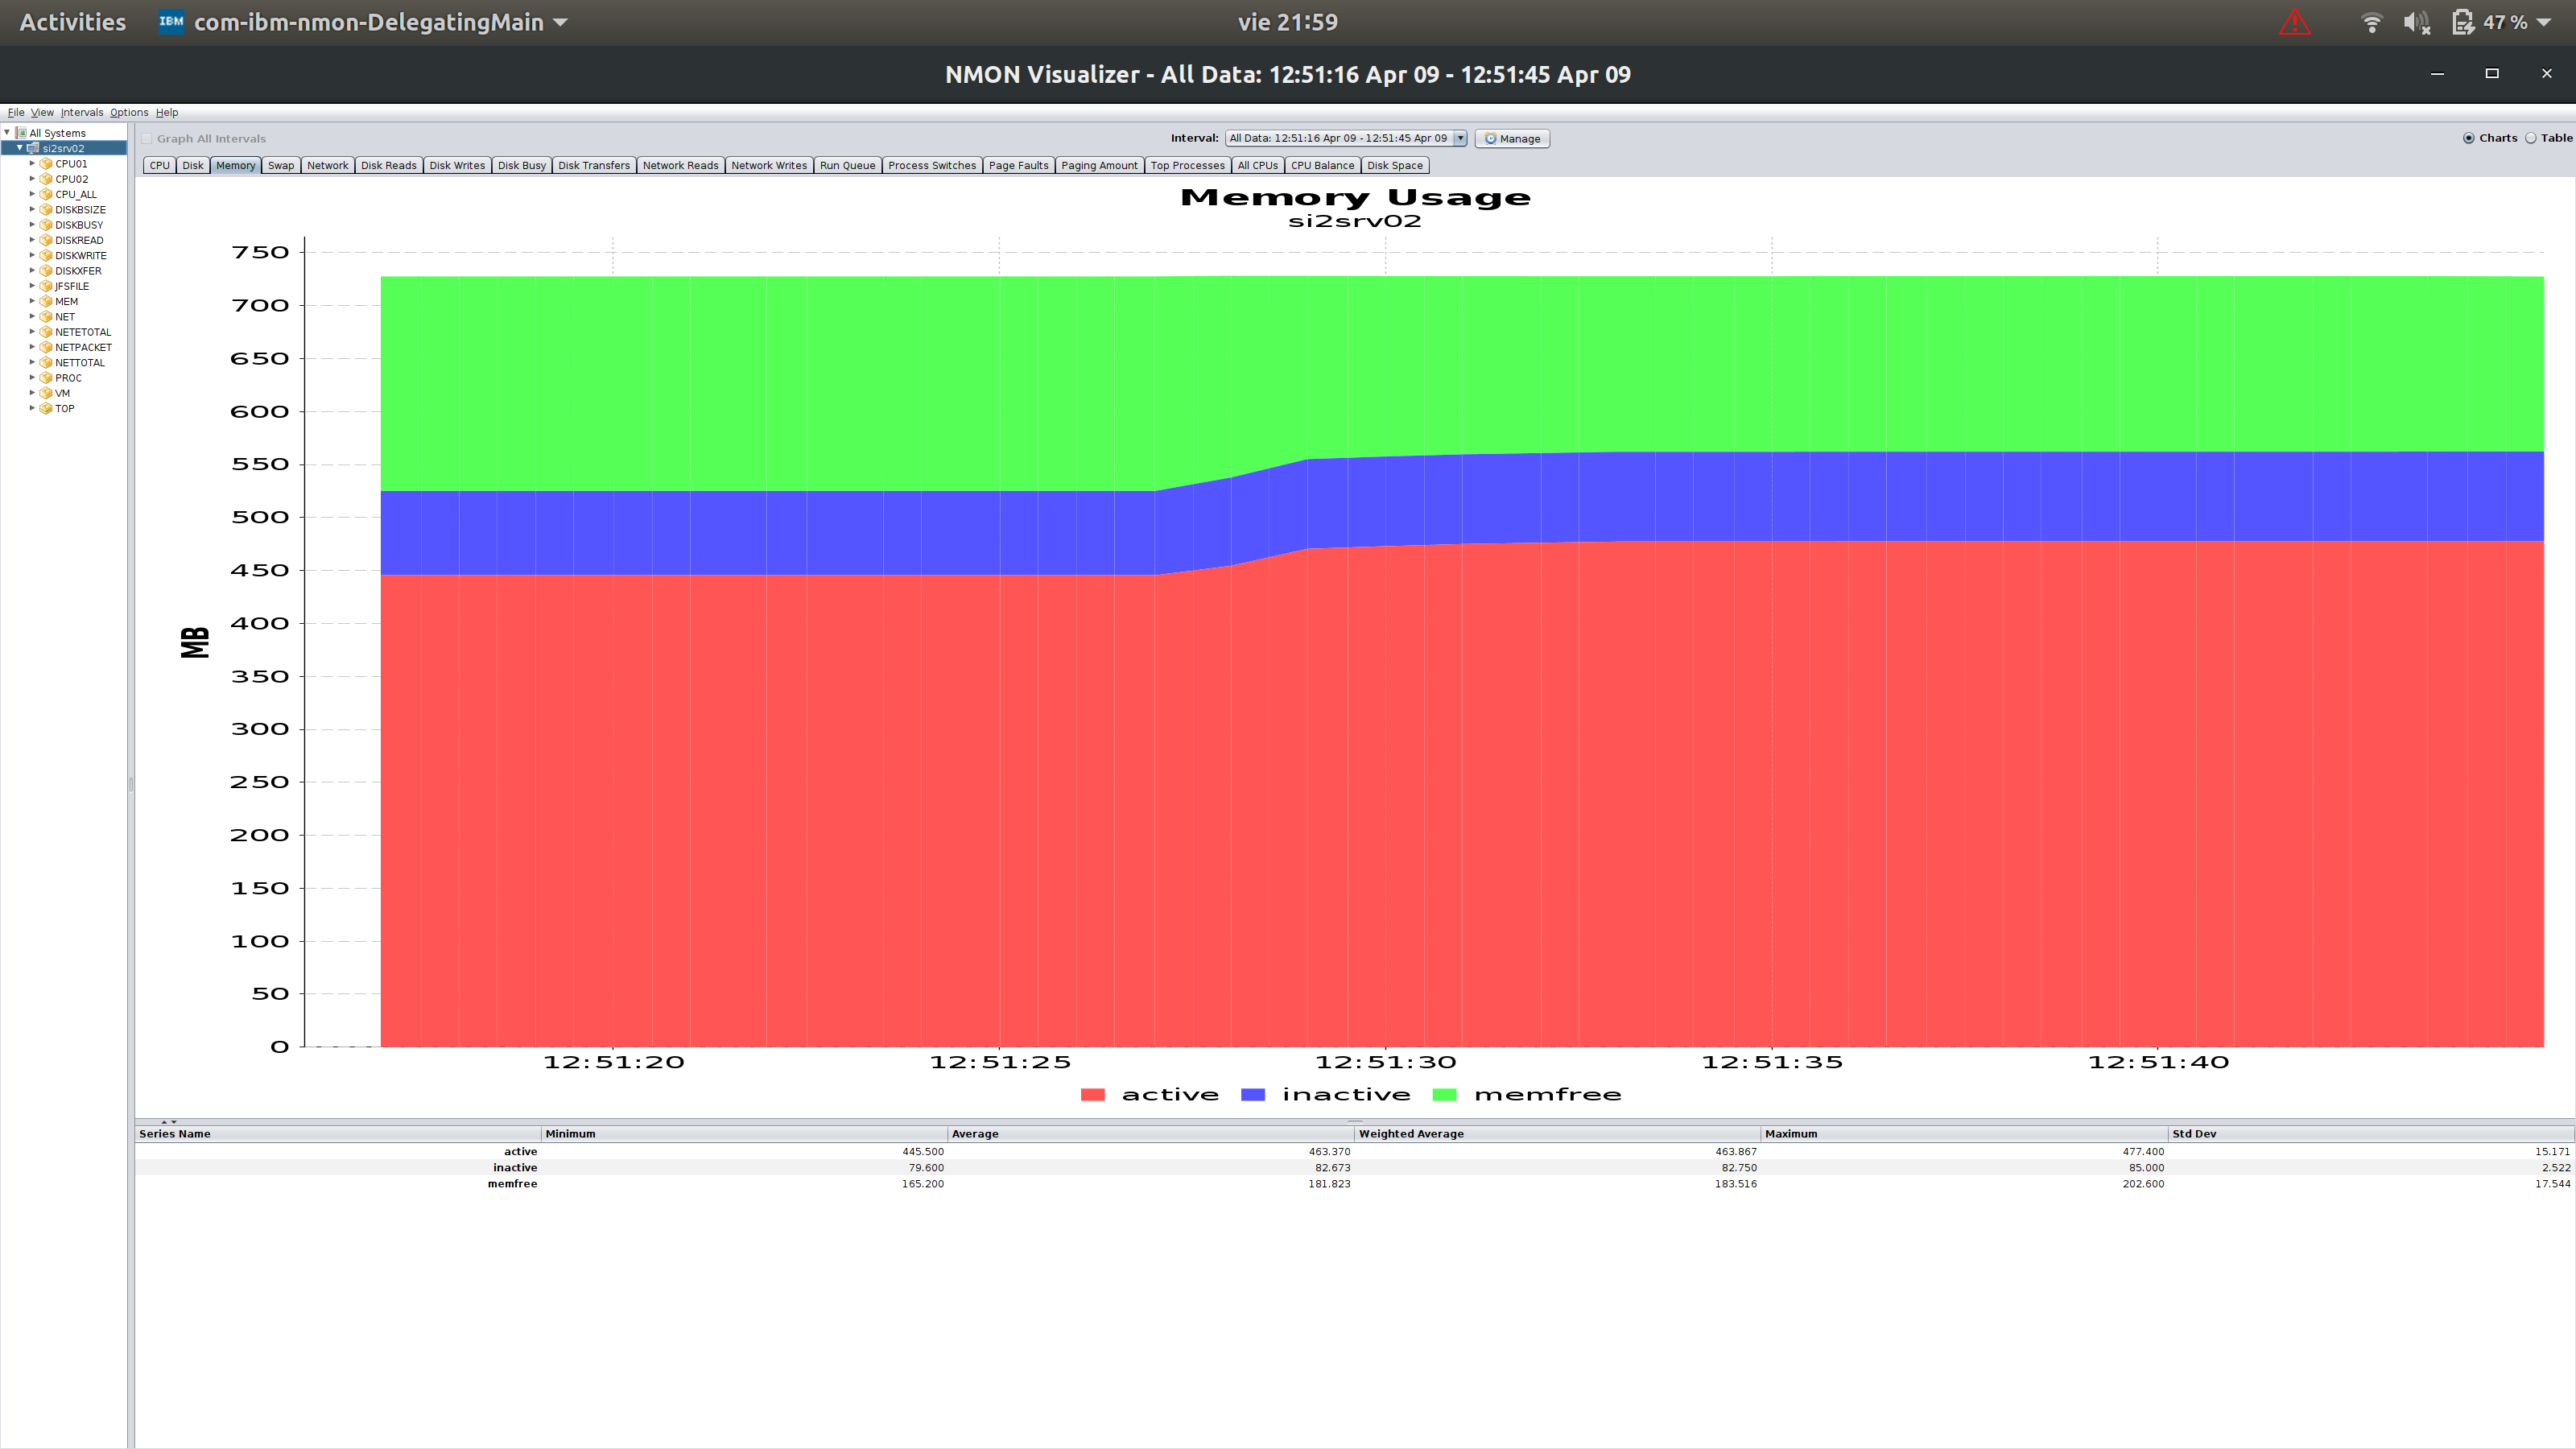 Activities IBM com-ibm-nmon-DelegatingMain vie 21:59 47 %
NMON Visualizer - All Data: 12:51:16 Apr 09 - 12:51:45 Apr 09
File View Intervals Options Help
All Systems
si2srv02
CPU01
CPU02
CPU_ALL
DISKBSIZE
DISKBUSY
DISKREAD
DISKWRITE
DISKXFER
JFSFILE
MEM
NET
NETETOTAL
NETPACKET
NETTOTAL
PROC
VM
TOP
Graph All Intervals Interval: All Data: 12:51:16 Apr 09 - 12:51:45 Apr 09 Manage Charts Table
CPU Disk Memory Swap Network Disk Reads Disk Writes Disk Busy Disk Transfers Network Reads Network Writes Run Queue Process Switches Page Faults Paging Amount Top Processes All CPUs CPU Balance Disk Space
Memory Usage
si2srv02
750
700
650
600
550
500
450
400
350
300
250
200
150
100
50
0
MB
12:51:20 12:51:25 12:51:30 12:51:35 12:51:40
active inactive memfree
Series Name Minimum Average Weighted Average Maximum Std Dev
active 445.500 463.370 463.867 477.400 15.171
inactive 79.600 82.673 82.750 85.000 2.522
memfree 165.200 181.823 183.516 202.600 17.544